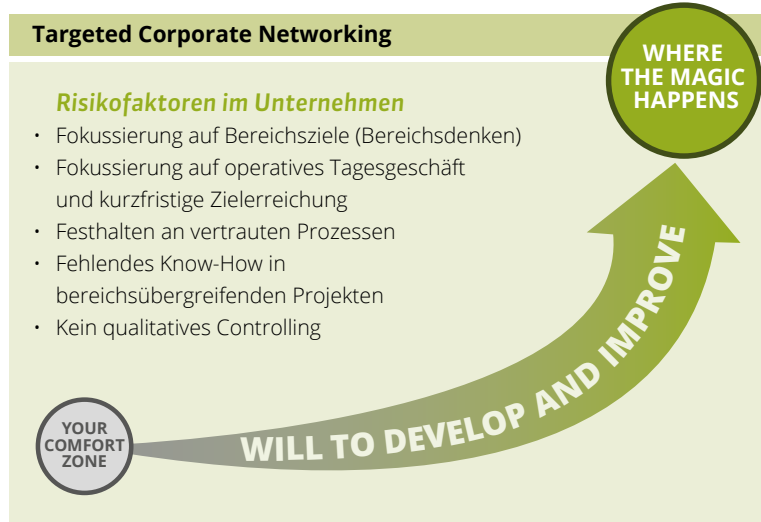 Targeted Corporate Networking
WHERE
THE MAGIC
HAPPENS
Risikofaktoren im Unternehmen
• Fokussierung auf Bereichsziele (Bereichsdenken)
• Fokussierung auf operatives Tagesgeschäft
und kurzfristige Zielerreichung
• Festhalten an vertrauten Prozessen
• Fehlendes Know-How in
bereichsübergreifenden Projekten
• Kein qualitatives Controlling
YOUR
COMFORT
ZONE
WILL TO DEVELOP AND IMPROVE